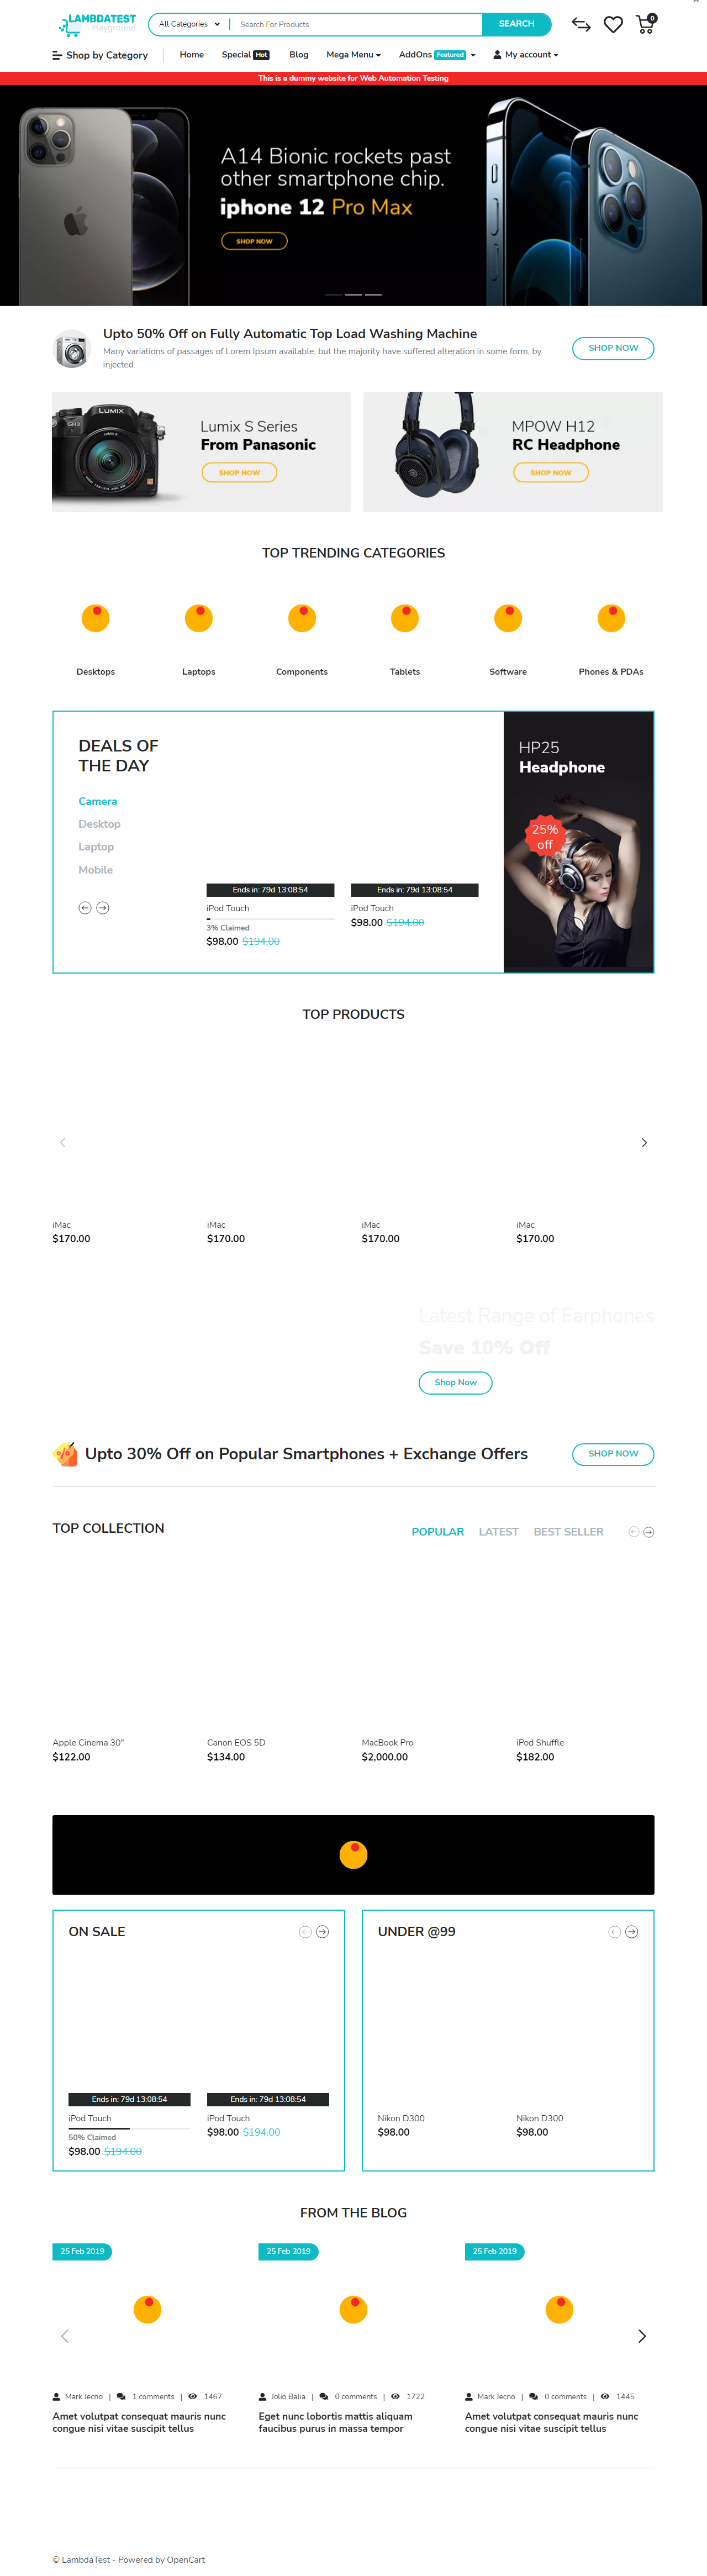 LAMBDATEST
Playground
All Categories
Search For Products
SEARCH
0
Shop by Category
Home
Special Hot
Blog
Mega Menu
AddOns Featured
My account
This is a dummy website for Web Automation Testing
A14 Bionic rockets past
other smartphone chip.
iphone 12 Pro Max
SHOP NOW
Upto 50% Off on Fully Automatic Top Load Washing Machine
Many variations of passages of Lorem Ipsum available, but the majority have suffered alteration in some form, by
injected.
SHOP NOW
LUMIX
GH3
Lumix S Series
From Panasonic
SHOP NOW
MPOW H12
RC Headphone
SHOP NOW
TOP TRENDING CATEGORIES
Desktops
Laptops
Components
Tablets
Software
Phones & PDAs
DEALS OF
THE DAY
Camera
Desktop
Laptop
Mobile
Ends in: 79d 13:08:54
iPod Touch
3% Claimed
$98.00 $194.00
Ends in: 79d 13:08:54
iPod Touch
$98.00 $194.00
HP25
Headphone
25%
off
TOP PRODUCTS
iMac
$170.00
iMac
$170.00
iMac
$170.00
iMac
$170.00
Latest Range of Earphones
Save 10% Off
Shop Now
Upto 30% Off on Popular Smartphones + Exchange Offers
SHOP NOW
TOP COLLECTION
POPULAR
LATEST
BEST SELLER
Apple Cinema 30"
$122.00
Canon EOS 5D
$134.00
MacBook Pro
$2,000.00
iPod Shuffle
$182.00
ON SALE
Ends in: 79d 13:08:54
iPod Touch
50% Claimed
$98.00 $194.00
Ends in: 79d 13:08:54
iPod Touch
$98.00 $194.00
UNDER @99
Nikon D300
$98.00
Nikon D300
$98.00
FROM THE BLOG
25 Feb 2019
Mark Jecno | 1 comments | 1467
Amet volutpat consequat mauris nunc
congue nisi vitae suscipit tellus
25 Feb 2019
Jolio Balia | 0 comments | 1722
Eget nunc lobortis mattis aliquam
faucibus purus in massa tempor
25 Feb 2019
Mark Jecno | 0 comments | 1445
Amet volutpat consequat mauris nunc
congue nisi vitae suscipit tellus
© LambdaTest - Powered by OpenCart